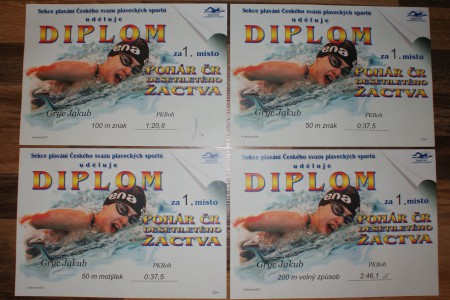 Sekce plavání Českého svazu plaveckých sportů
uděluje
DIPLOM
za 1. místo
ena
POHÁR ČR
DESETILETÉHO
ŽACTVA
Gryc Jakub
PKBoh
100 m znak
1:20,8
Sekce plavání Českého svazu plaveckých sportů
uděluje
DIPLOM
za 1. místo
ena
POHÁR ČR
DESETILETÉHO
ŽACTVA
Gryc Jakub
PKBoh
50 m znak
0:37,5
Sekce plavání Českého svazu plaveckých sportů
uděluje
DIPLOM
za 1. místo
ena
POHÁR ČR
DESETILETÉHO
ŽACTVA
Gryc Jakub
PKBoh
50 m motýlek
0:37,5
Sekce plavání Českého svazu plaveckých sportů
uděluje
DIPLOM
za 1. místo
ena
POHÁR ČR
DESETILETÉHO
ŽACTVA
Gryc Jakub
PKBoh
200 m volný způsob
2:46,1